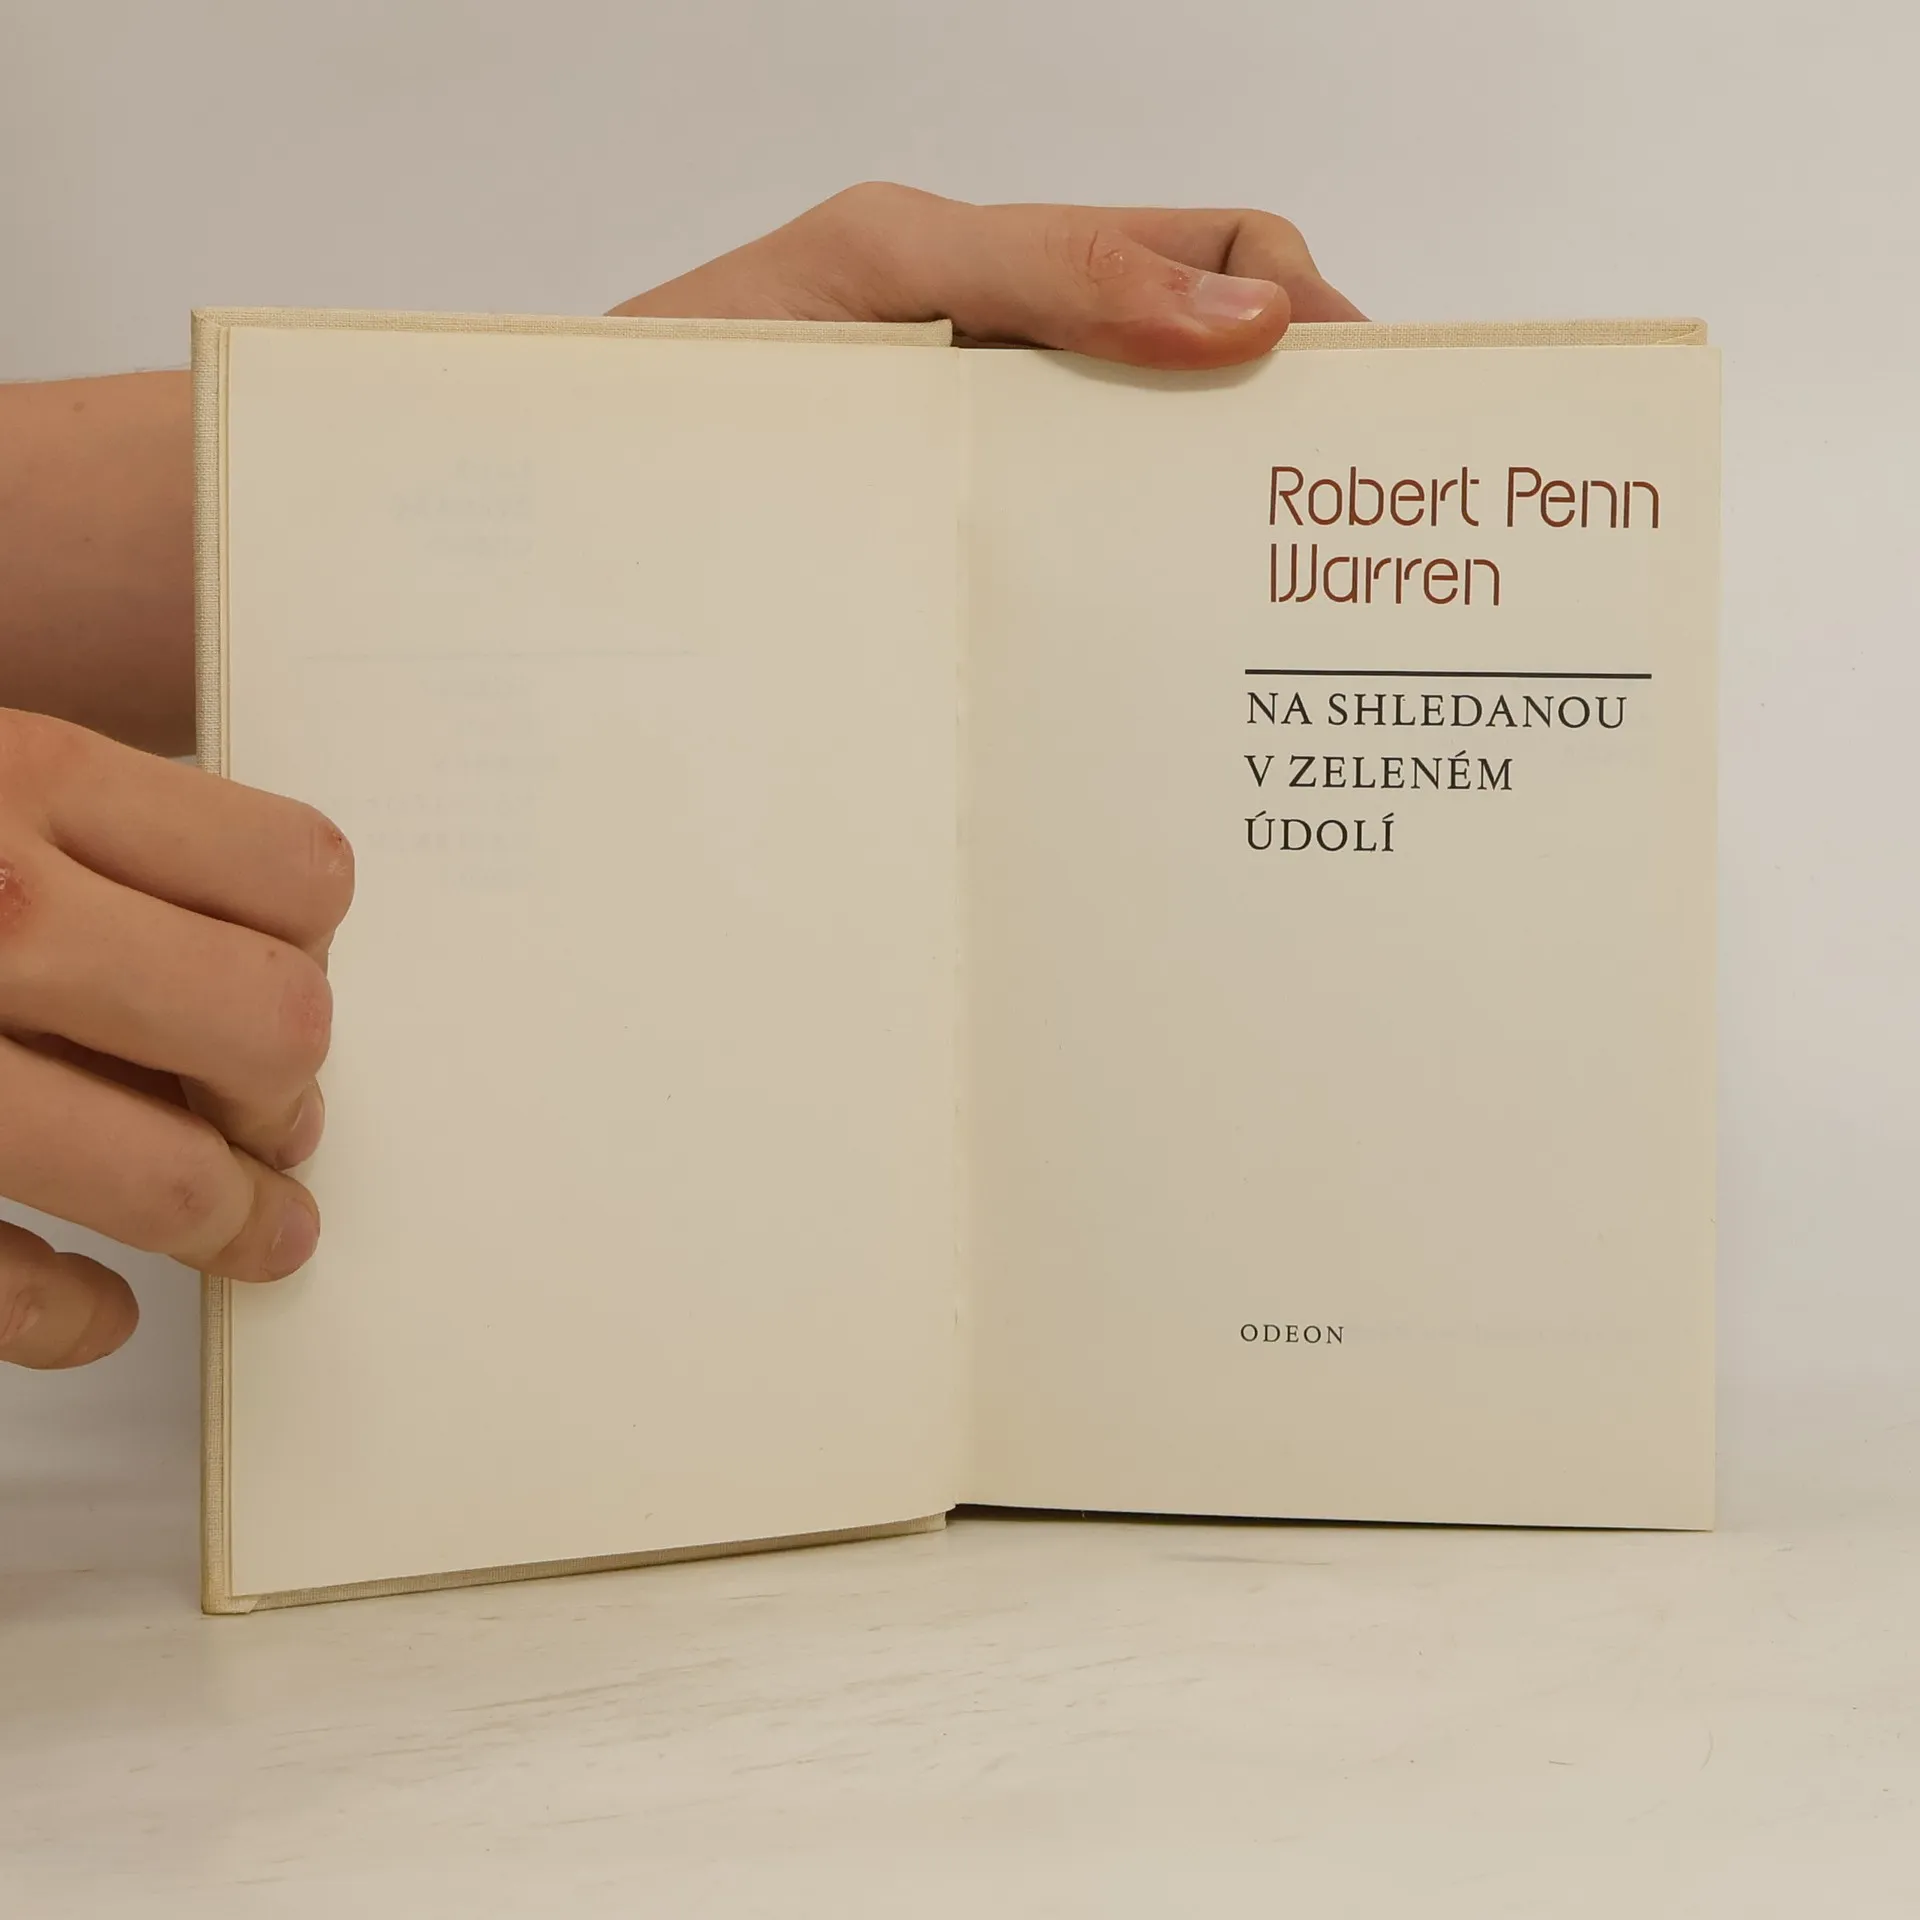 Robert Penn
Warren
NA SHLEDANOU
V ZELENÉM
ÚDOLÍ
ODEON